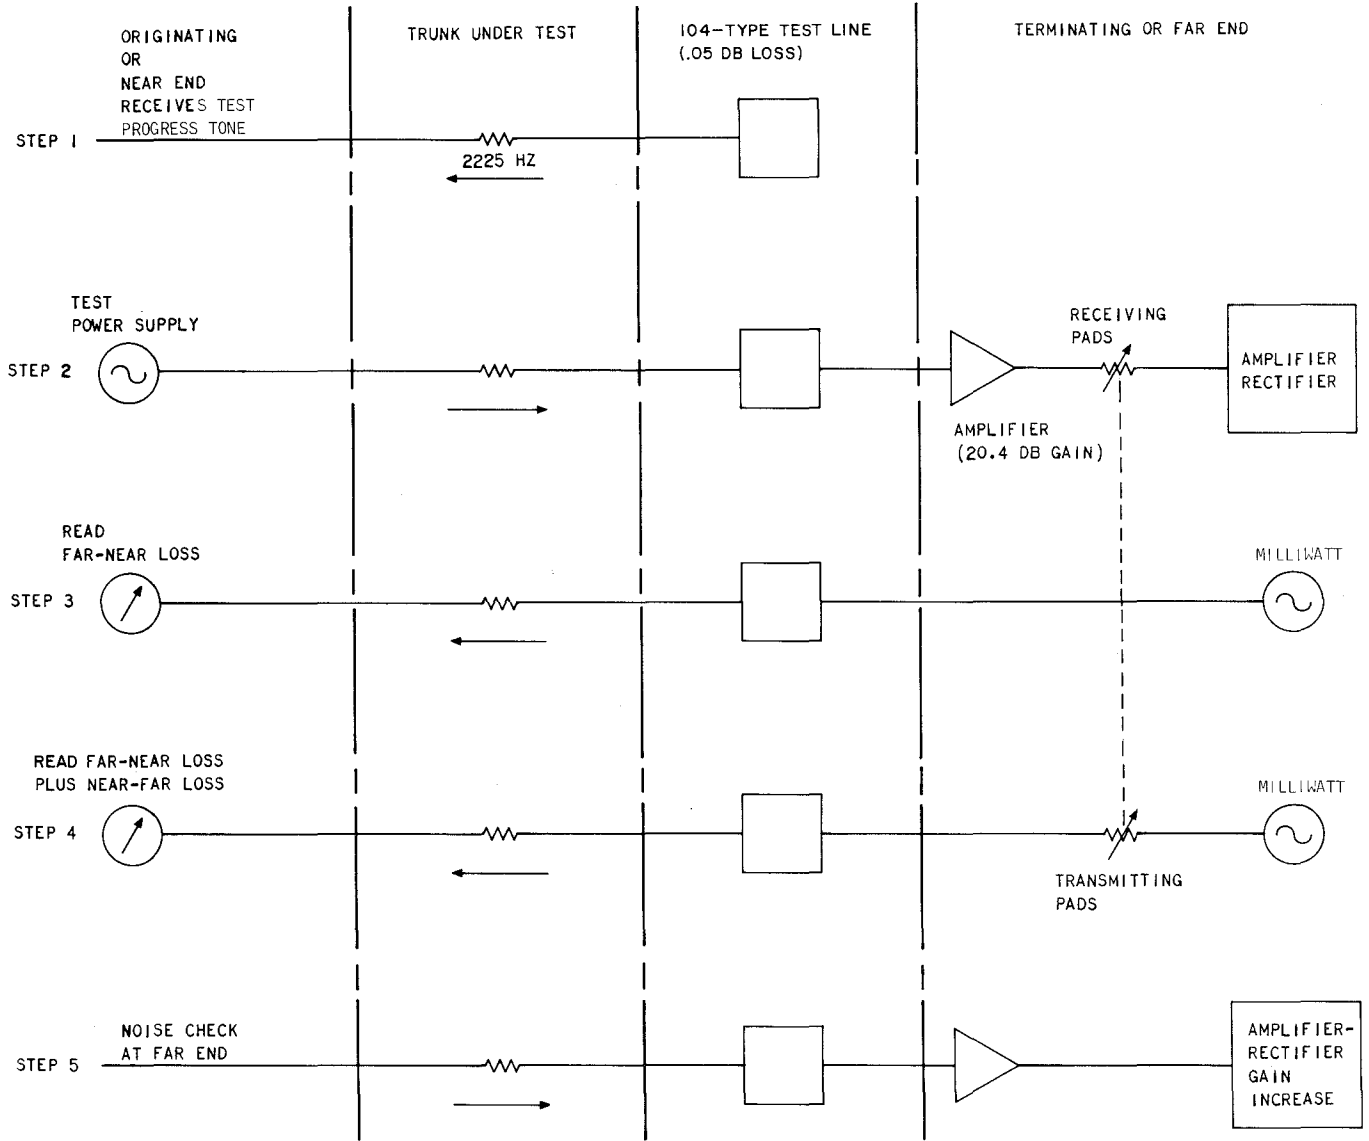 ORIGINATING
OR
NEAR END
RECEIVES TEST
PROGRESS TONE
TRUNK UNDER TEST
104-TYPE TEST LINE
(.05 DB LOSS)
TERMINATING OR FAR END
STEP 1
2225 HZ
TEST
POWER SUPPLY
STEP 2
RECEIVING
PADS
AMPLIFIER
RECTIFIER
AMPLIFIER
(20.4 DB GAIN)
READ
FAR-NEAR LOSS
STEP 3
MILLIWATT
READ FAR-NEAR LOSS
PLUS NEAR-FAR LOSS
STEP 4
MILLIWATT
TRANSMITTING
PADS
NOISE CHECK
AT FAR END
STEP 5
AMPLIFIER-
RECTIFIER
GAIN
INCREASE